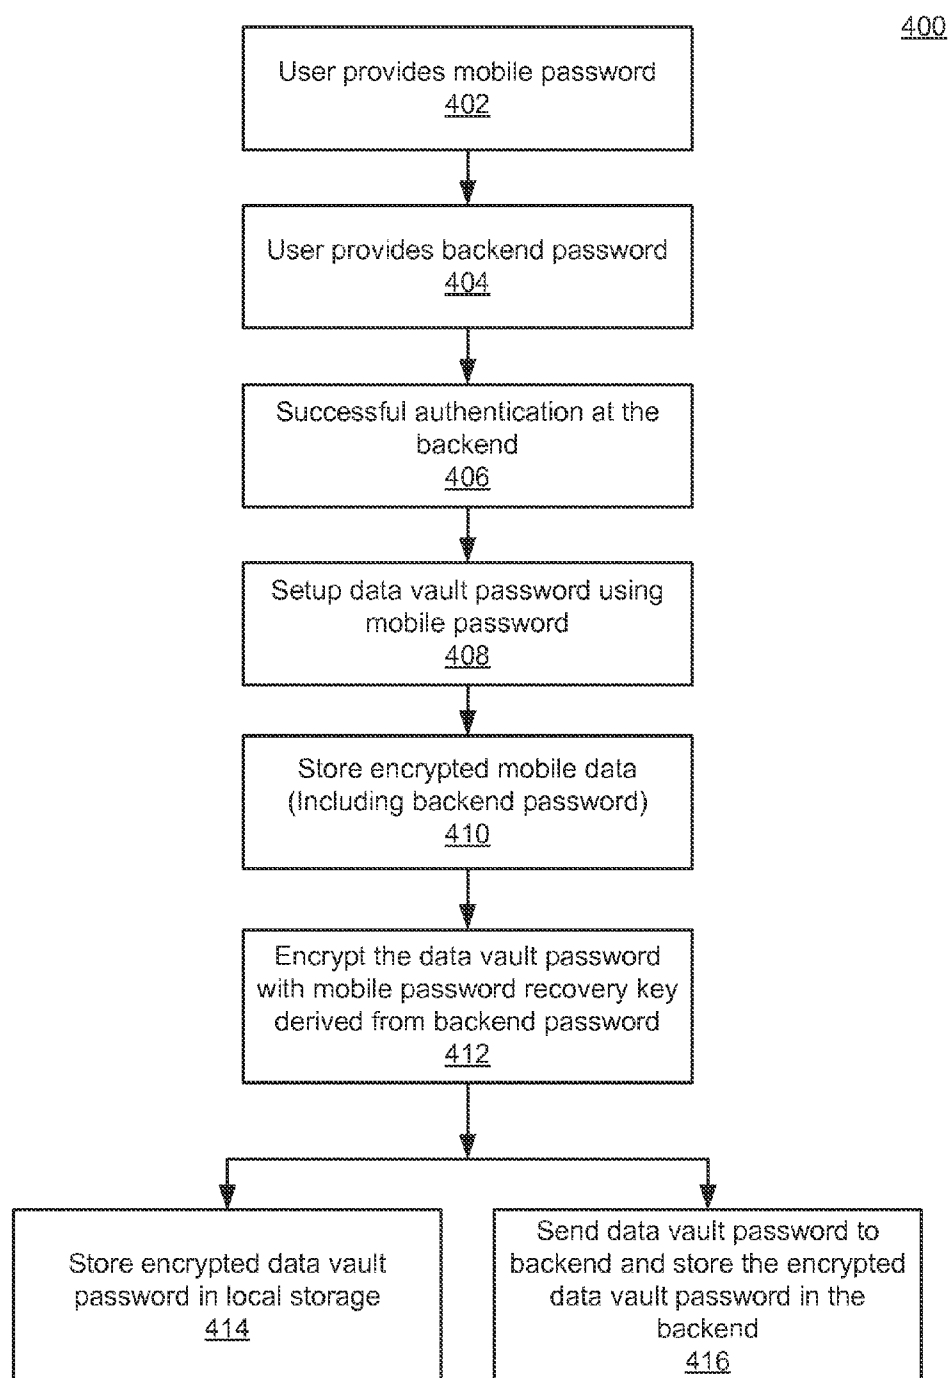 400
User provides mobile password
402
User provides backend password
404
Successful authentication at the
backend
406
Setup data vault password using
mobile password
408
Store encrypted mobile data
(Including backend password)
410
Encrypt the data vault password
with mobile password recovery key
derived from backend password
412
Store encrypted data vault
password in local storage
414
Send data vault password to
backend and store the encrypted
data vault password in the
backend
416